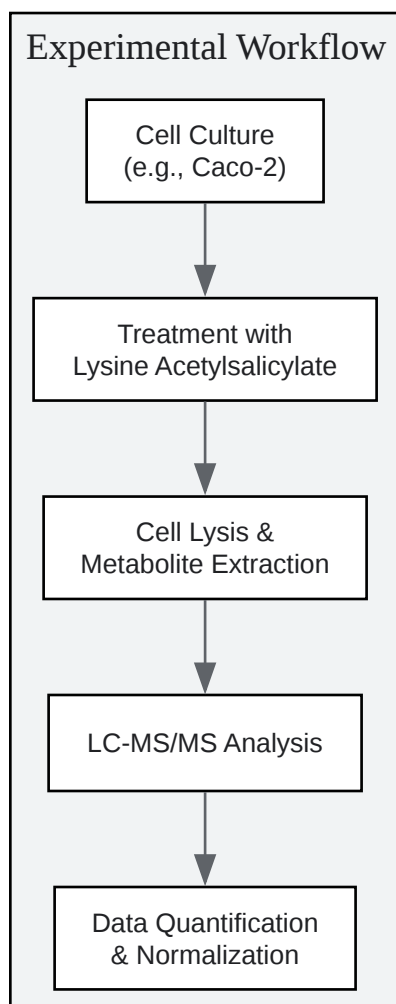 Experimental Workflow
Cell Culture
(e.g., Caco-2)
Treatment with
Lysine Acetylsalicylate
Cell Lysis &
Metabolite Extraction
LC-MS/MS Analysis
Data Quantification
& Normalization